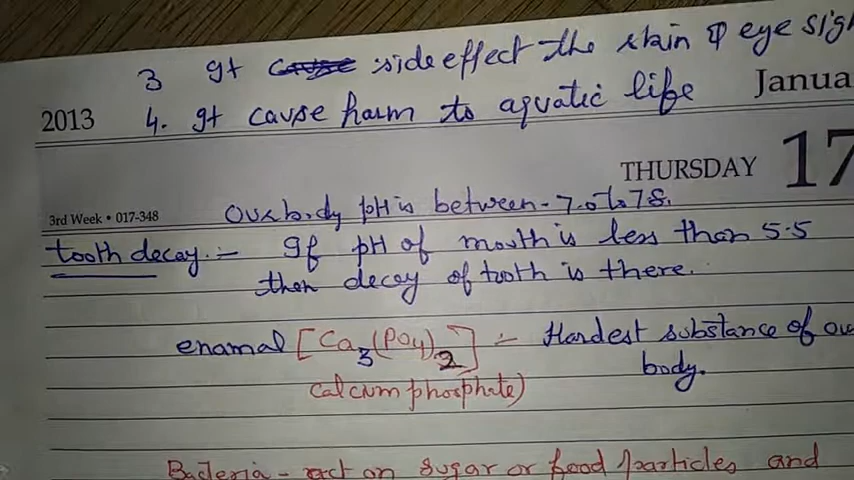 3 It side effect the skin & eye sigh
4. It cause harm to aquatic life
Janua
2013
THURSDAY 17
3rd Week • 017-348
Our body pH is between - 7.0 to 7.8.
tooth decay. - If pH of mouth is less than 5.5
then decay of tooth is there.
enamal [Ca3(PO4)2] - Hardest substance of ou
body.
calcium phosphate)
Bacteria - act on sugar or food particles and